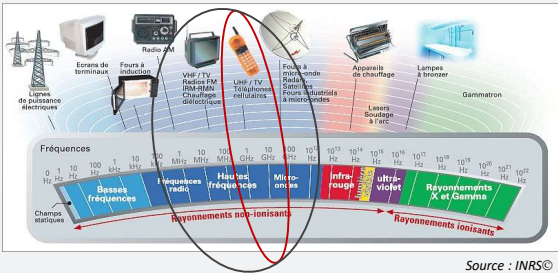 Radio AM
Ecrans de
terminaux
Fours à
induction
Lignes
de puissance
électriques
VHF / TV
Radios FM
IRM-RMN
Chauffage
diélectrique
UHF / TV
Téléphones
cellulaires
Fours à
micro-onde
Radars
Satellites
Fours industriels
à micro-ondes
Appareils
de chauffage
Lasers
Soudage
à l'arc
Lampes
à bronzer
Gammatron
Fréquences
0 Hz
10 Hz
100 Hz
1 kHz
10 kHz
100 kHz
1 MHz
10 MHz
100 MHz
1 GHz
10 GHz
100 GHz
10¹³ Hz
10¹⁴ Hz
10¹⁶ Hz
10¹⁶ Hz
10¹⁷ Hz
10¹⁸ Hz
10¹⁹ Hz
10²⁰ Hz
10²¹ Hz
10²² Hz
Champs
statiques
Basses
fréquences
Fréquences
radio
Hautes
fréquences
Micro-
ondes
Infra-
rouge
ultra-
violet
Rayonnements
X et Gamma
Rayonnements non-ionisants
Rayonnements ionisants
Source : INRS©